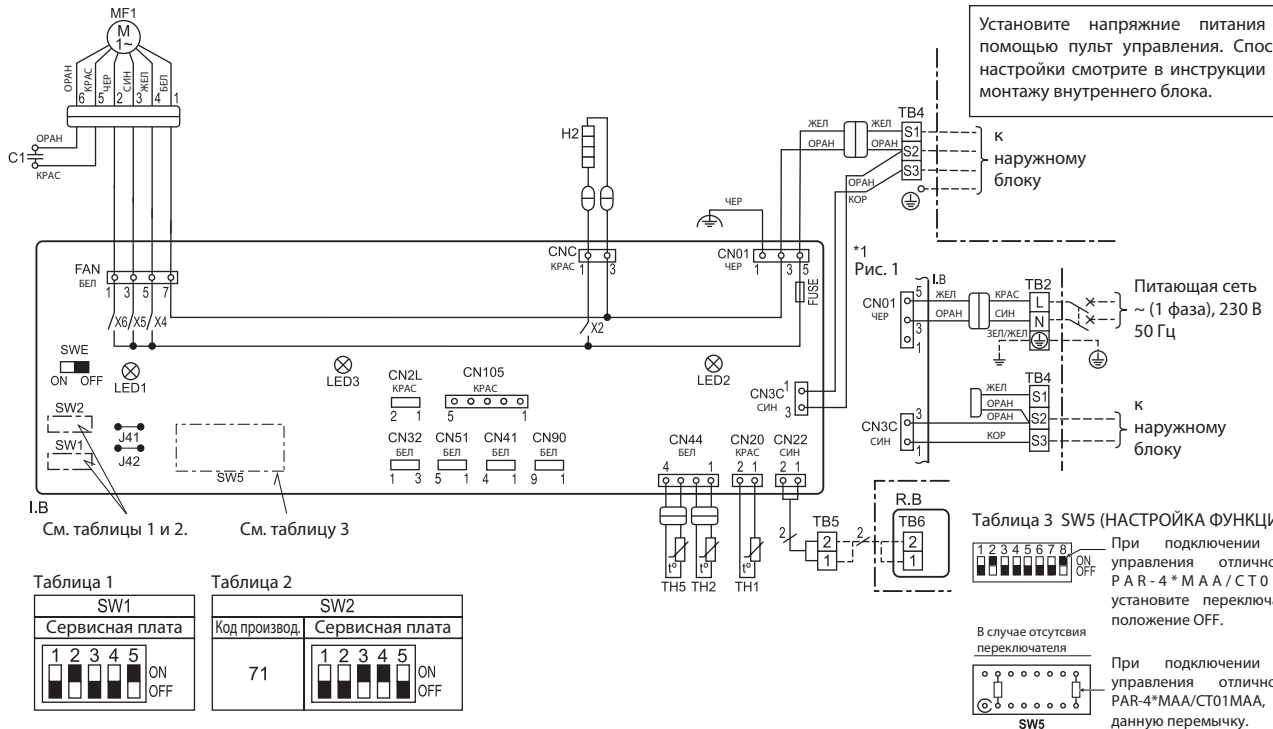 MF1
M
1~
ОРАН
КРАС
ЧЕР
СИН
ЖЕЛ
БЕЛ
6 5 2 3 4 1
ОРАН
C1
КРАС
H2
ЧЕР
ЖЕЛ ЖЕЛ
ОРАН ОРАН
ОРАН
КОР
TB4
S1
S2
S3
к
наружному
блоку
Установите напряжние питания
помощью пульт управления. Спос
настройки смотрите в инструкции
монтажу внутреннего блока.
FAN
БЕЛ
1 3 5 7
X6 X5 X4
CNC
КРАС
1 3
X2
CN01
ЧЕР
1 3 5
FUSE
SWE
ON OFF
LED1
LED3
LED2
SW2
SW1
J41
J42
SW5
CN2L
КРАС
2 1
CN105
КРАС
5 1
CN32
БЕЛ
1 3
CN51
БЕЛ
5 1
CN41
БЕЛ
4 1
CN90
БЕЛ
9 1
CN3C
СИН
1
3
CN44
БЕЛ
4 1
CN20
КРАС
2 1
CN22
СИН
2 1
I.B
См. таблицы 1 и 2.
См. таблицу 3
t° t° t°
TH5 TH2 TH1
2
TB5
2
1
2
R.B
TB6
2
1
*1
Рис. 1
I.B
CN01
ЧЕР
5
3
1
ЖЕЛ КРАС
ОРАН СИН
ЗЕЛ/ЖЕЛ
TB2
L
N
Питающая сеть
~ (1 фаза), 230 В
50 Гц
CN3C
СИН
3
1
ЖЕЛ
ОРАН
ОРАН
КОР
TB4
S1
S2
S3
к
наружному
блоку
Таблица 1
SW1
Сервисная плата
1 2 3 4 5
ON
OFF
Таблица 2
SW2
Код производ. Сервисная плата
71
1 2 3 4 5
ON
OFF
Таблица 3 SW5 (НАСТРОЙКА ФУНКЦИ
1 2 3 4 5 6 7 8
ON
OFF
При подключении
управления отлично
PAR-4*MAA/CT0
установите переключа
положение OFF.
В случае отсутсвия
переключателя
SW5
При подключении
управления отлично
PAR-4*MAA/CT01MAA,
данную перемычку.